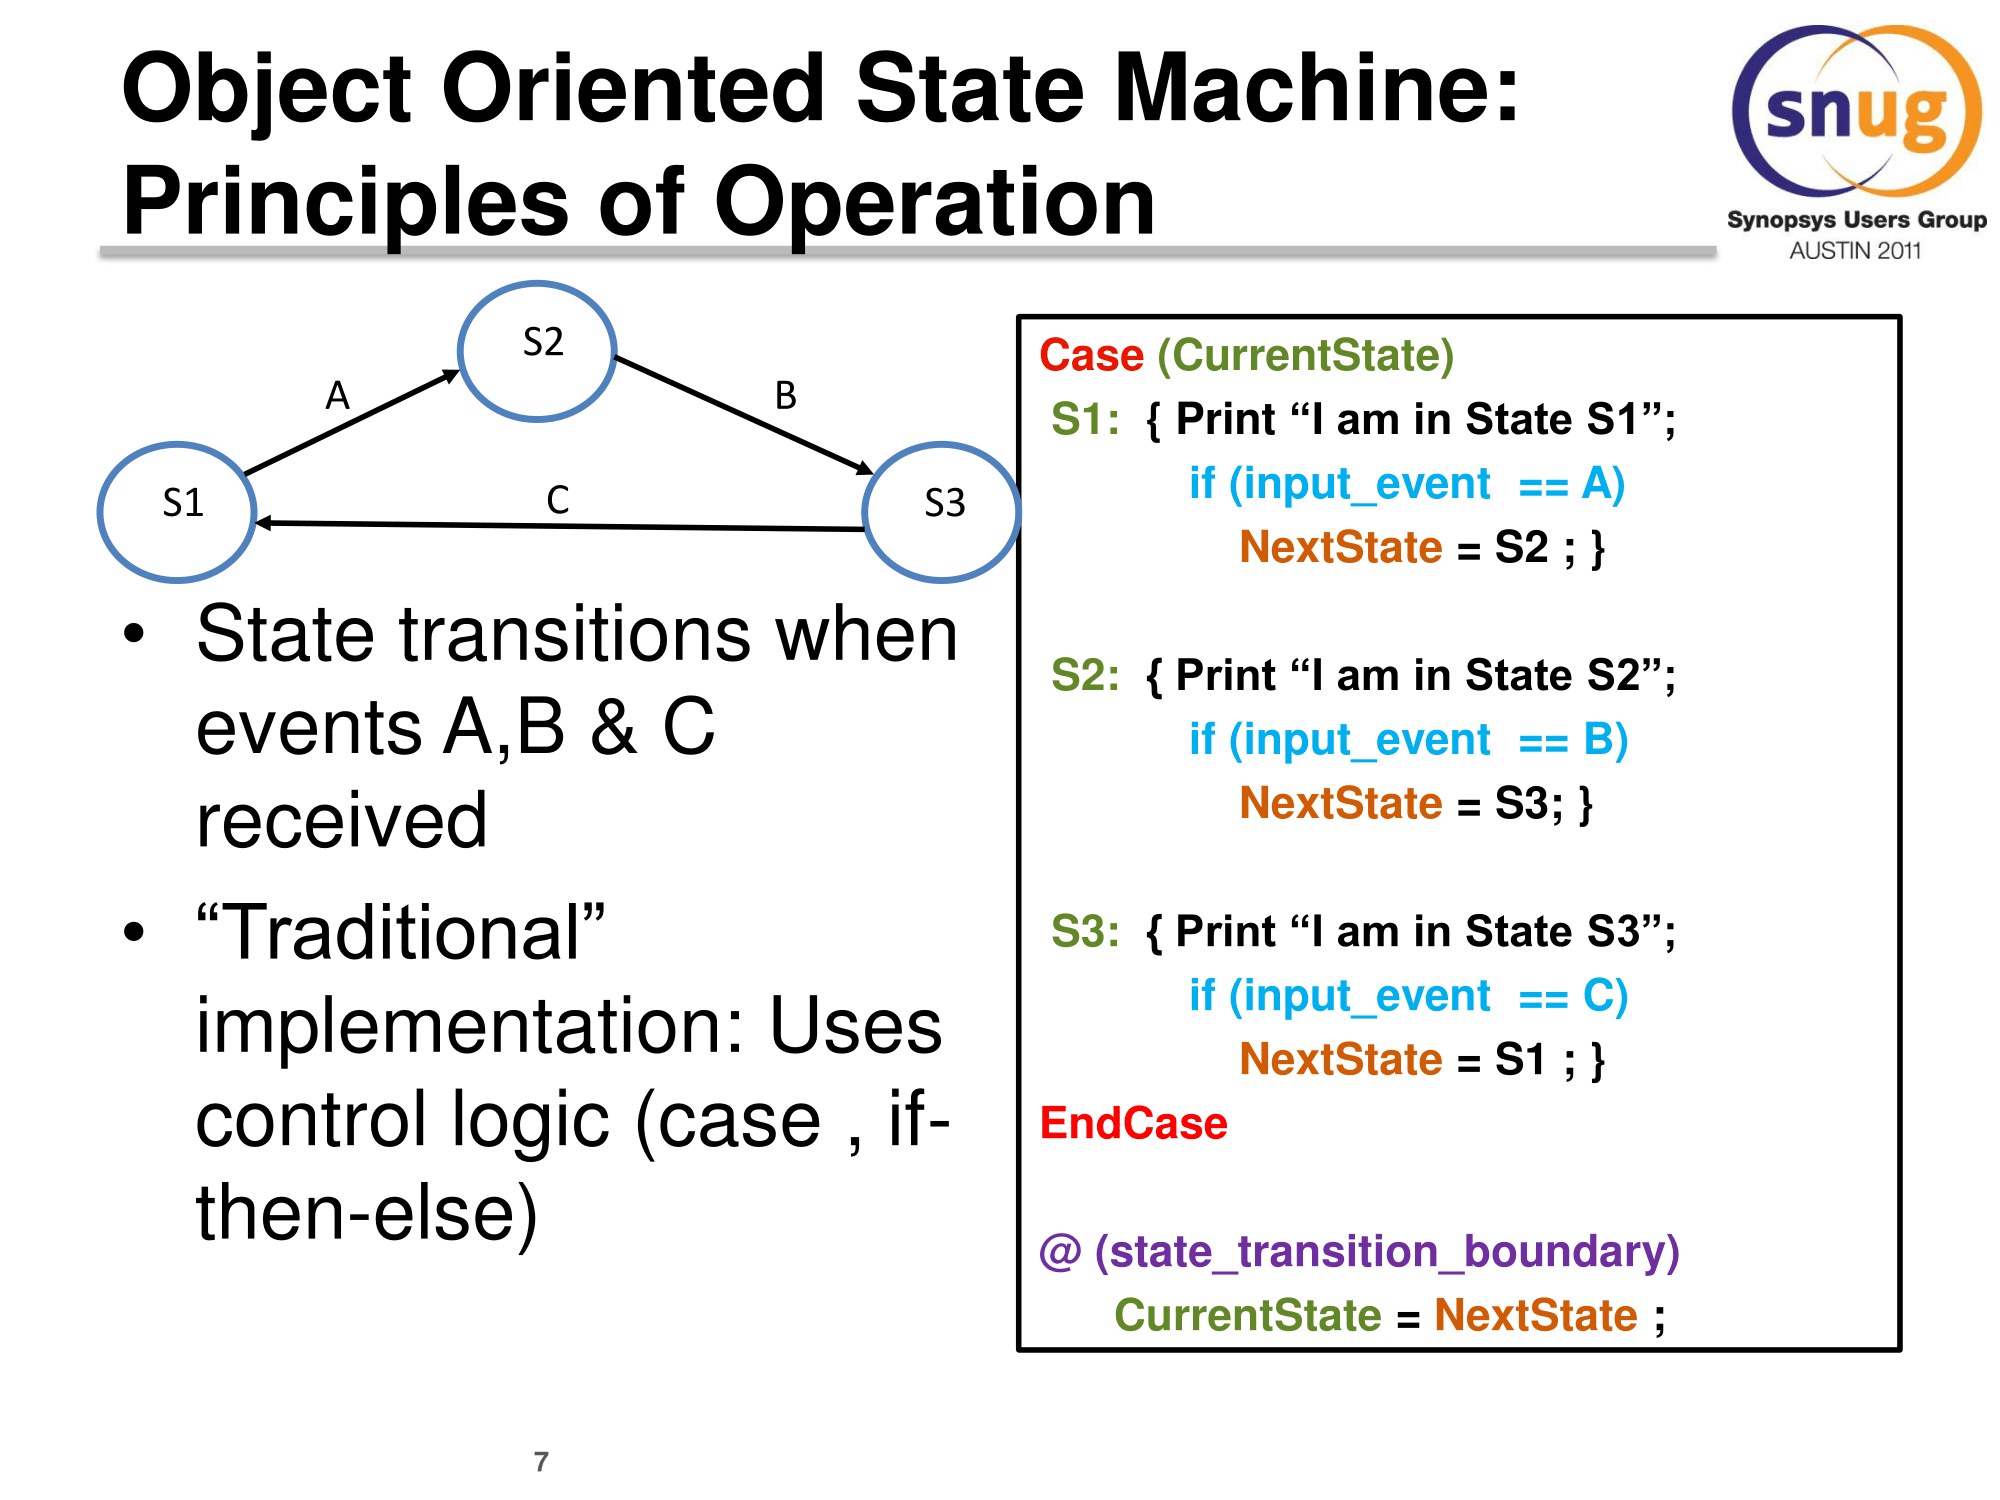 Object Oriented State Machine:
Principles of Operation
snug
Synopsys Users Group
AUSTIN 2011
S2
A
B
S1
C
S3
• State transitions when
events A,B & C
received
• “Traditional”
implementation: Uses
control logic (case , if-
then-else)
Case (CurrentState)
S1: { Print “I am in State S1”;
if (input_event == A)
NextState = S2 ; }
S2: { Print “I am in State S2”;
if (input_event == B)
NextState = S3; }
S3: { Print “I am in State S3”;
if (input_event == C)
NextState = S1 ; }
EndCase
@ (state_transition_boundary)
CurrentState = NextState ;
7